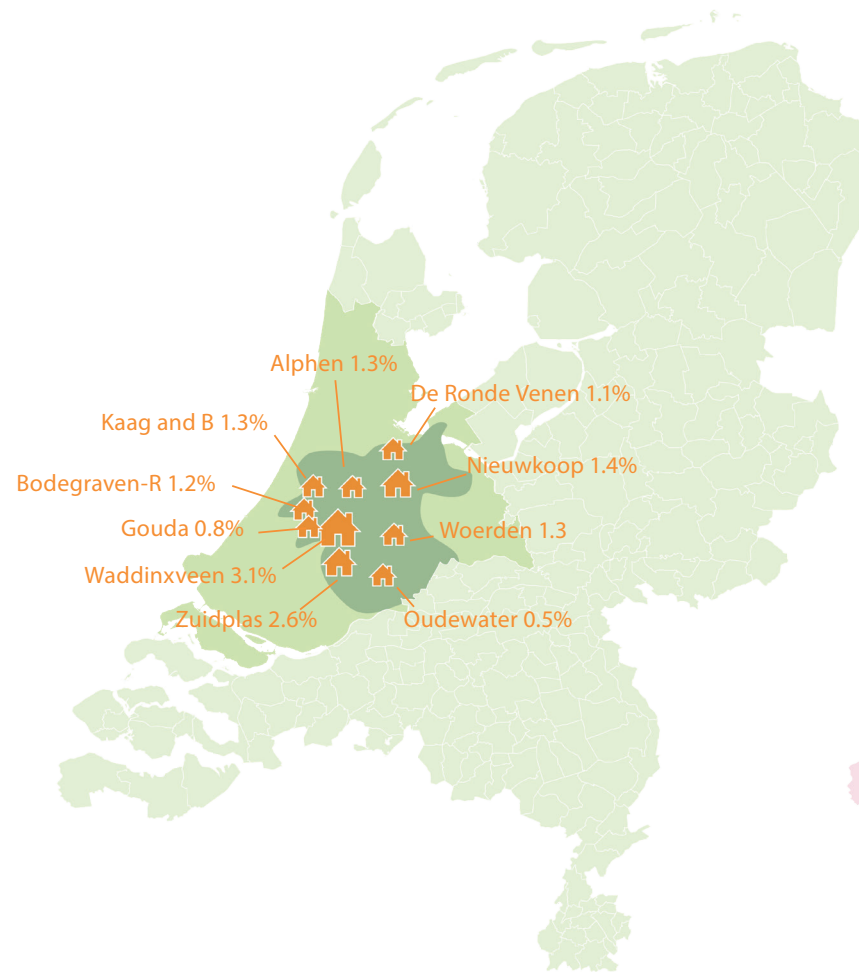 Alphen 1.3%
De Ronde Venen 1.1%
Kaag and B 1.3%
Nieuwkoop 1.4%
Bodegraven-R 1.2%
Gouda 0.8%
Woerden 1.3
Waddinxveen 3.1%
Zuidplas 2.6%
Oudewater 0.5%